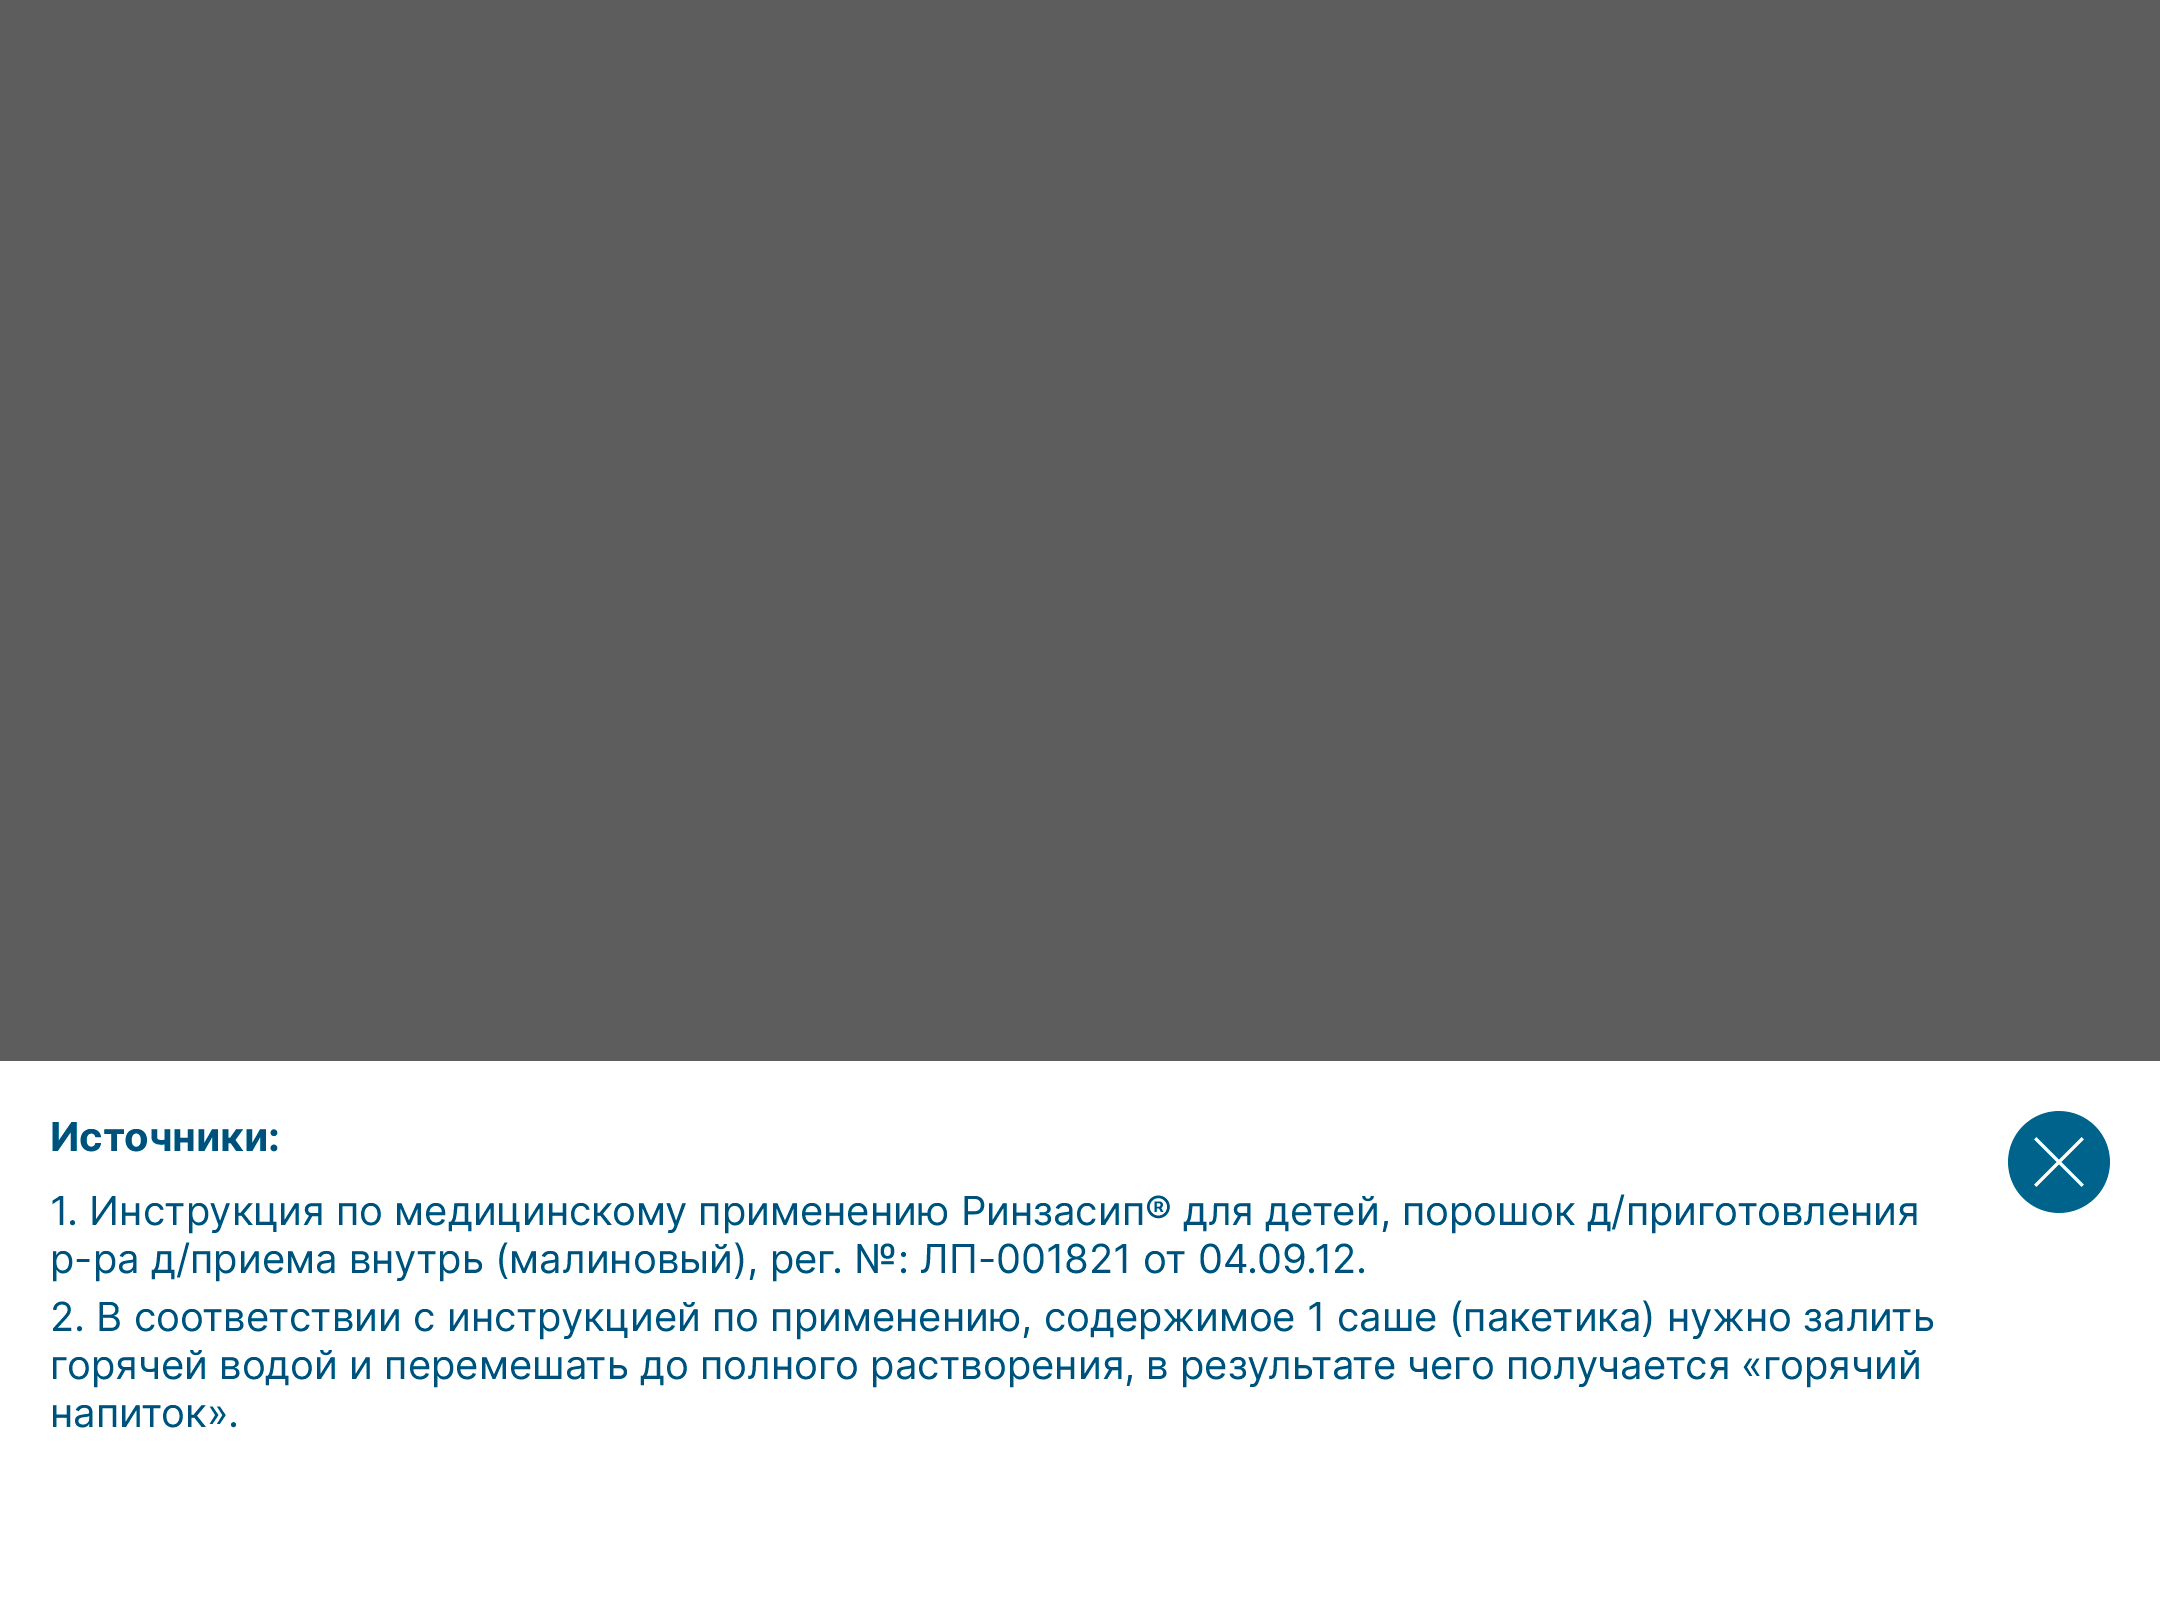 Источники:
1. Инструкция по медицинскому применению Ринзасип® для детей, порошок д/приготовления
р-ра д/приема внутрь (малиновый), рег. №: ЛП-001821 от 04.09.12.
2. В соответствии с инструкцией по применению, содержимое 1 саше (пакетика) нужно залить
горячей водой и перемешать до полного растворения, в результате чего получается «горячий
напиток».